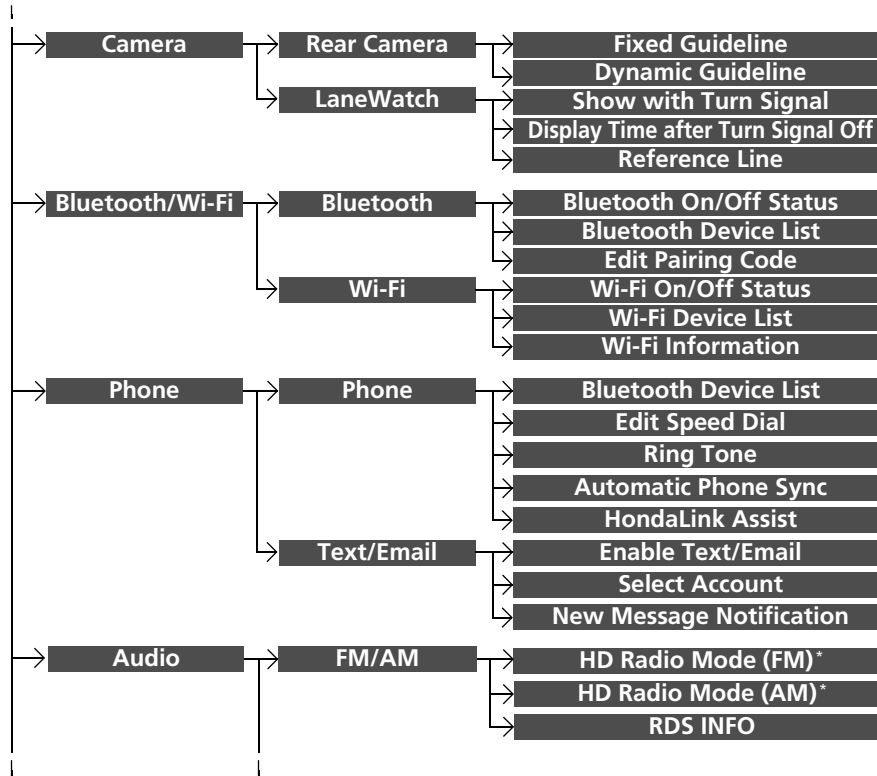 Camera
Rear Camera
Fixed Guideline
Dynamic Guideline
LaneWatch
Show with Turn Signal
Display Time after Turn Signal Off
Reference Line
Bluetooth/Wi-Fi
Bluetooth
Bluetooth On/Off Status
Bluetooth Device List
Edit Pairing Code
Wi-Fi
Wi-Fi On/Off Status
Wi-Fi Device List
Wi-Fi Information
Phone
Phone
Bluetooth Device List
Edit Speed Dial
Ring Tone
Automatic Phone Sync
HondaLink Assist
Text/Email
Enable Text/Email
Select Account
New Message Notification
Audio
FM/AM
HD Radio Mode (FM)*
HD Radio Mode (AM)*
RDS INFO